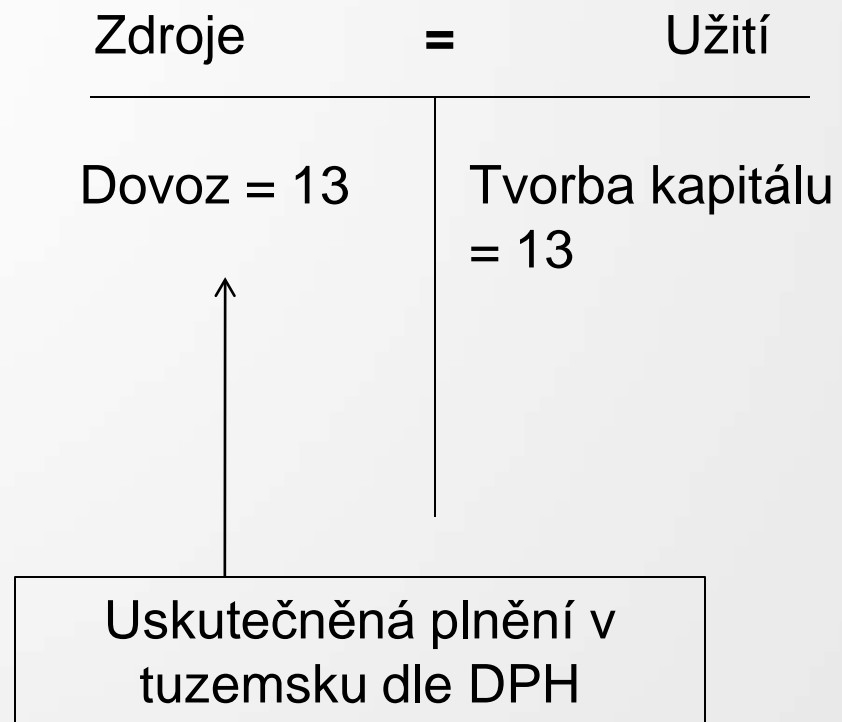 Zdroje = Užití
Dovoz = 13
Tvorba kapitálu
= 13
Uskutečněná plnění v
tuzemsku dle DPH